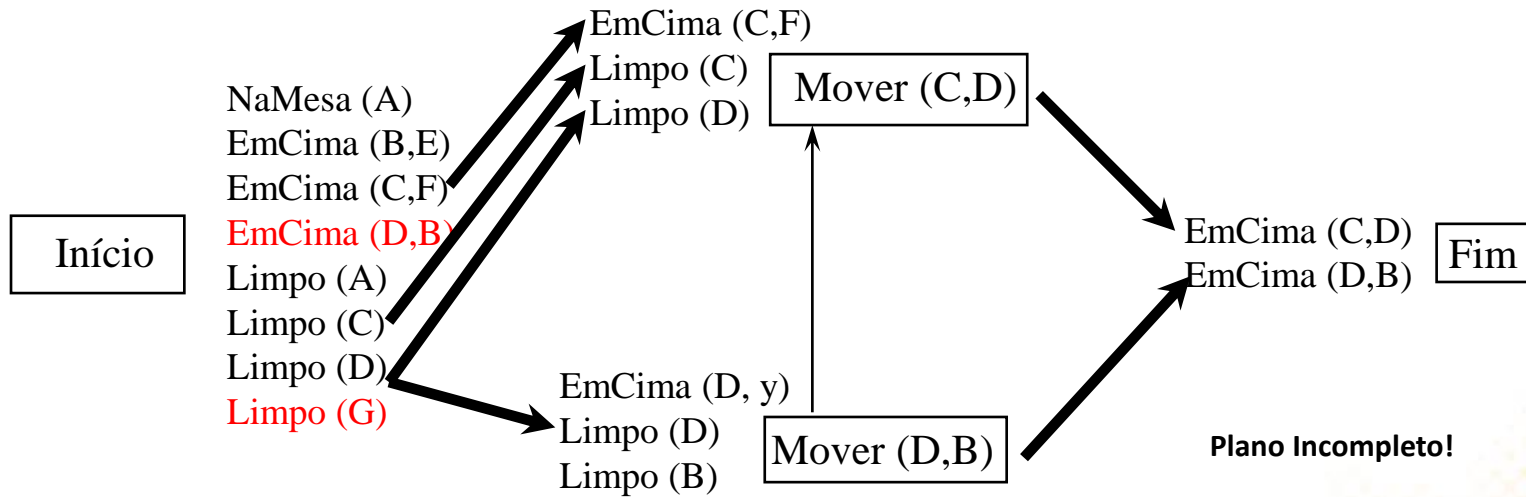 Início
NaMesa (A)
EmCima (B,E)
EmCima (C,F)
EmCima (D,B)
Limpo (A)
Limpo (C)
Limpo (D)
Limpo (G)
EmCima (C,F)
Limpo (C)
Limpo (D)
Mover (C,D)
EmCima (D, y)
Limpo (D)
Limpo (B)
Mover (D,B)
EmCima (C,D)
EmCima (D,B)
Fim
Plano Incompleto!